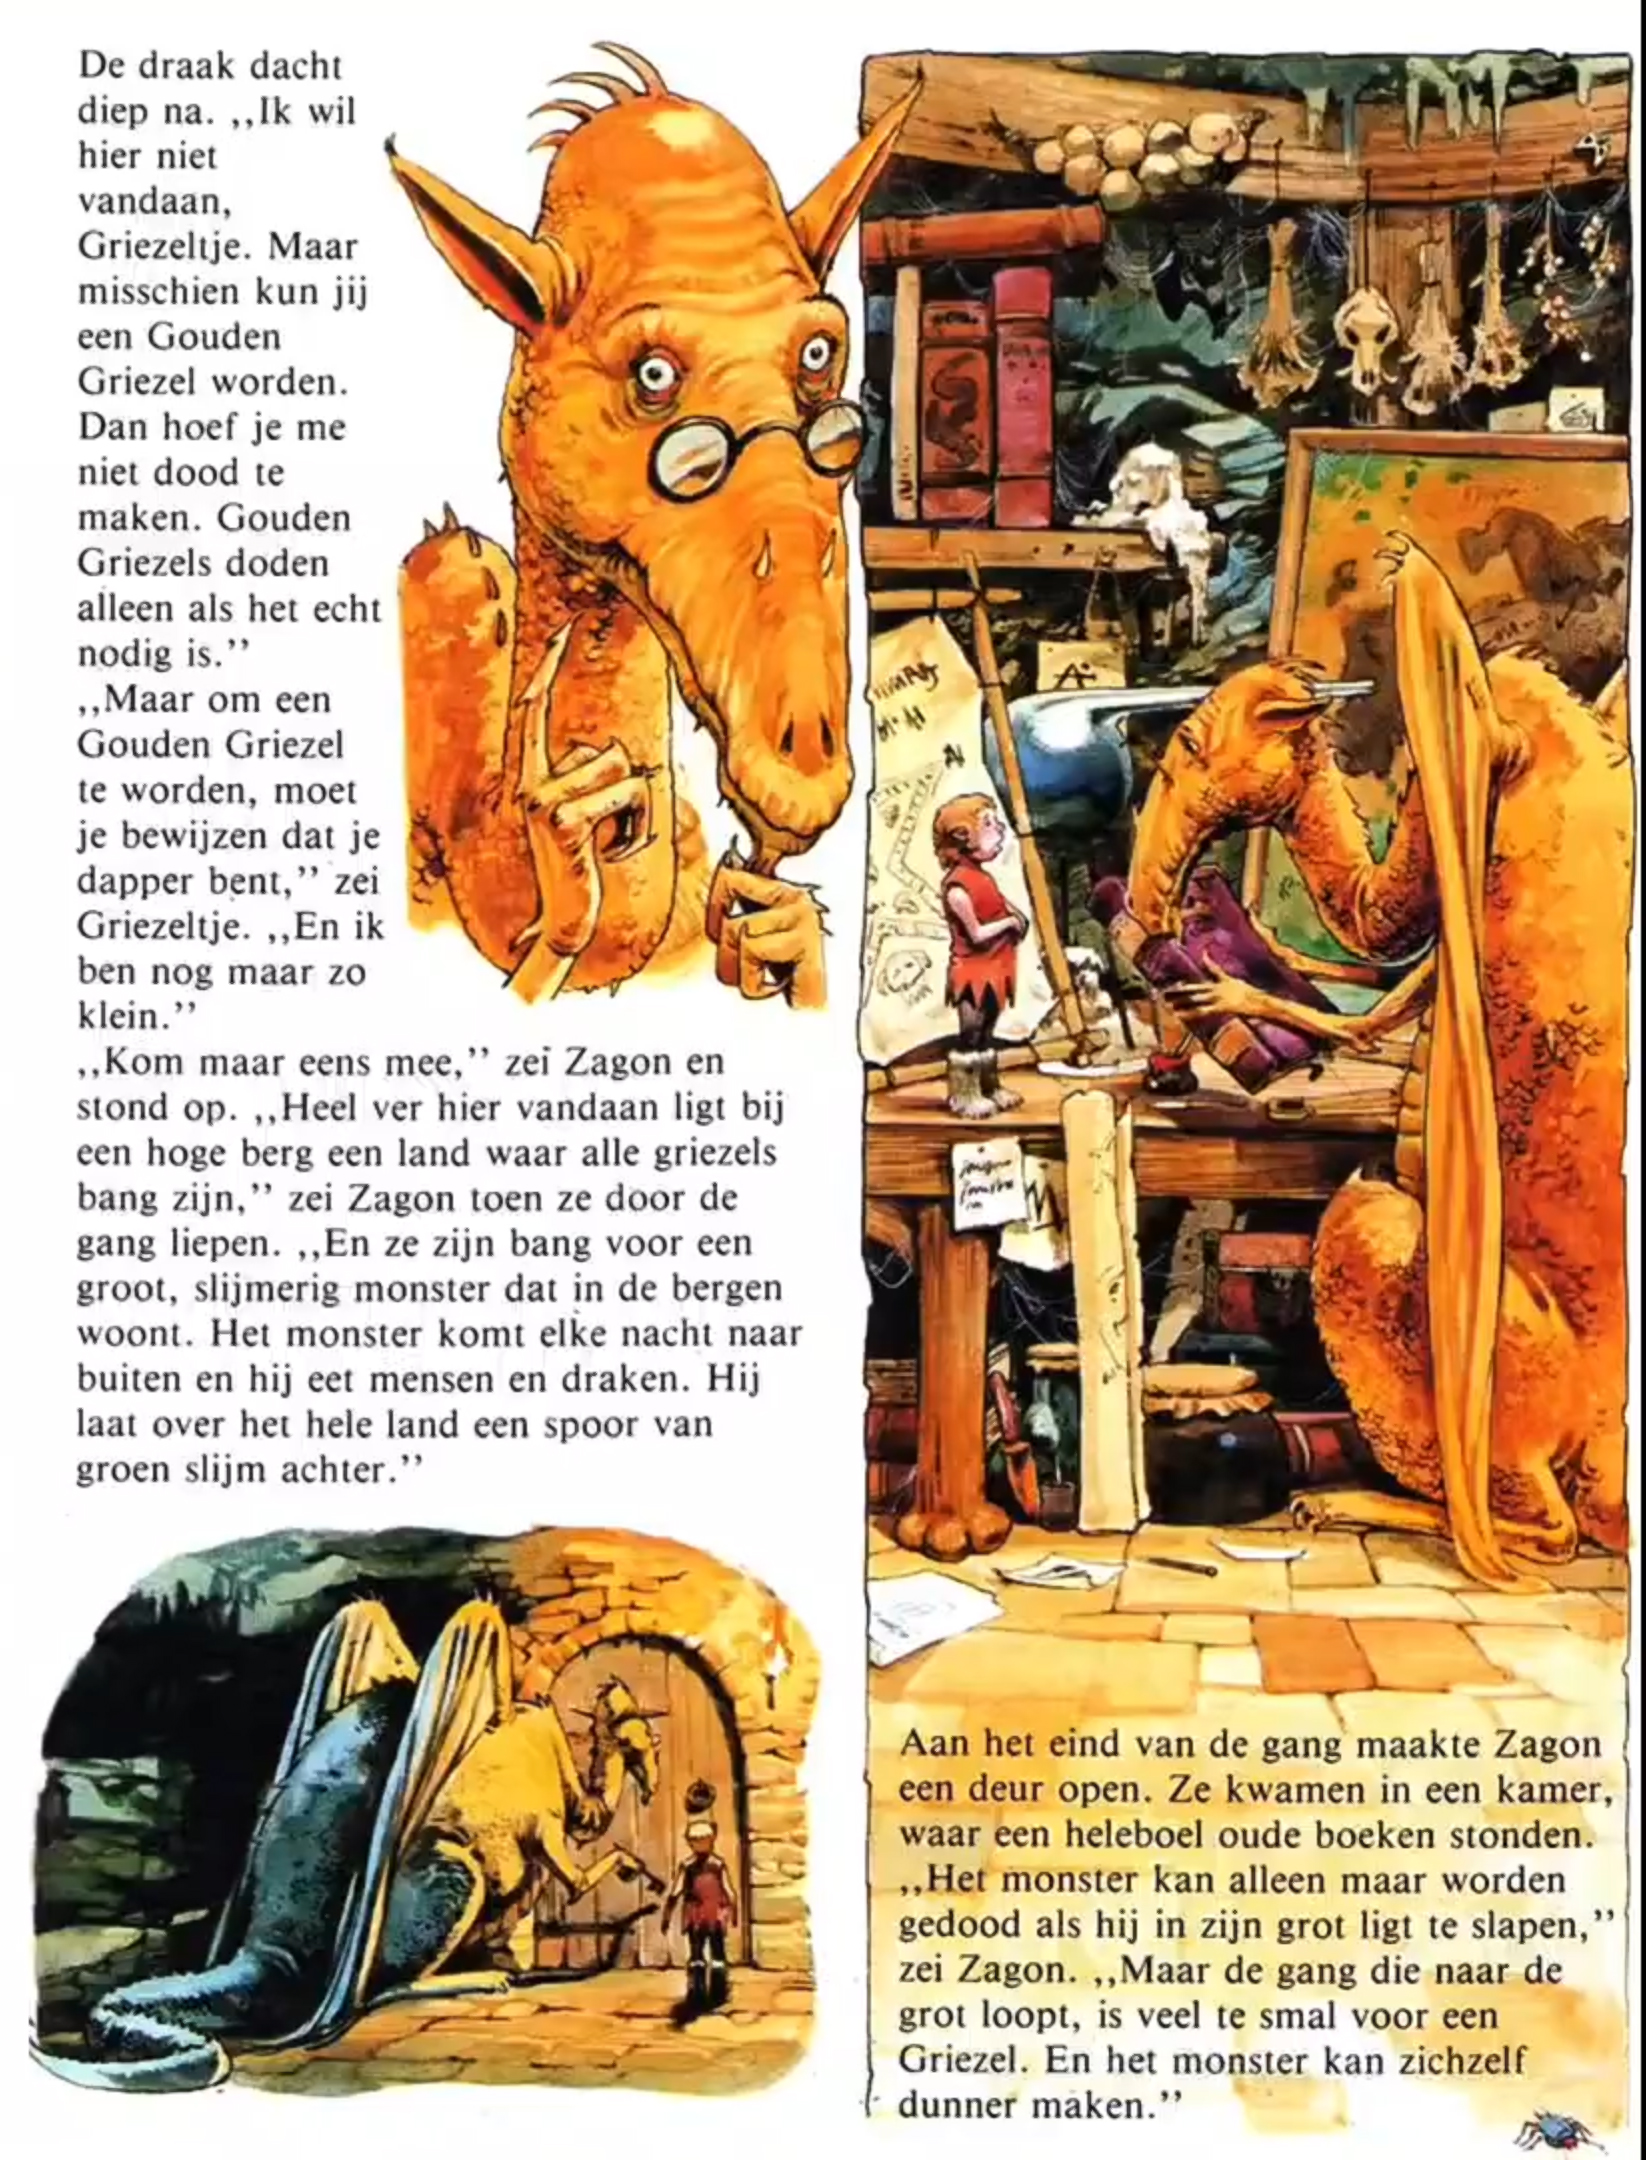 De draak dacht
diep na. ,,Ik wil
hier niet
vandaan,
Griezeltje. Maar
misschien kun jij
een Gouden
Griezel worden.
Dan hoef je me
niet dood te
maken. Gouden
Griezels doden
alleen als het echt
nodig is.’’
,,Maar om een
Gouden Griezel
te worden, moet
je bewijzen dat je
dapper bent,’’ zei
Griezeltje. ,,En ik
ben nog maar zo
klein.’’
,,Kom maar eens mee,’’ zei Zagon en
stond op. ,,Heel ver hier vandaan ligt bij
een hoge berg een land waar alle griezels
bang zijn,’’ zei Zagon toen ze door de
gang liepen. ,,En ze zijn bang voor een
groot, slijmerig monster dat in de bergen
woont. Het monster komt elke nacht naar
buiten en hij eet mensen en draken. Hij
laat over het hele land een spoor van
groen slijm achter.’’
Aan het eind van de gang maakte Zagon
een deur open. Ze kwamen in een kamer,
waar een heleboel oude boeken stonden.
,,Het monster kan alleen maar worden
gedood als hij in zijn grot ligt te slapen,’’
zei Zagon. ,,Maar de gang die naar de
grot loopt, is veel te smal voor een
Griezel. En het monster kan zichzelf
dunner maken.’’